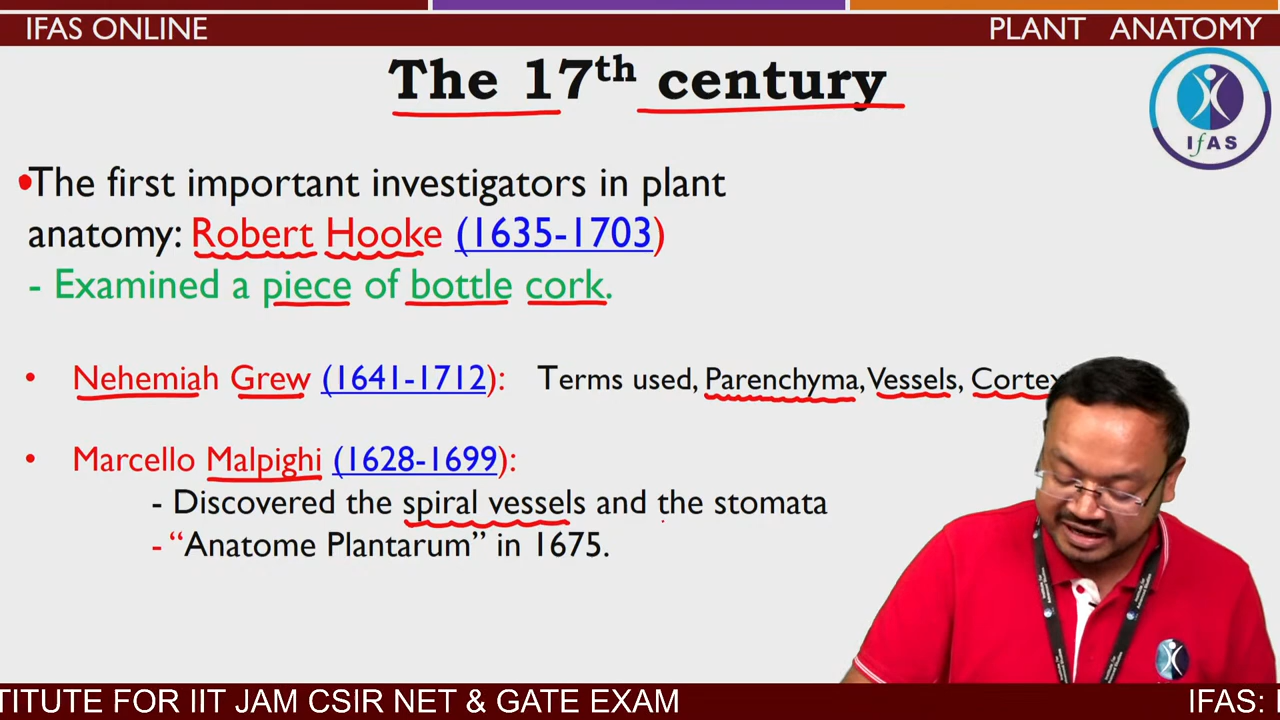 IFAS ONLINE
PLANT ANATOMY
The 17th century
IfAS
•The first important investigators in plant
anatomy: Robert Hooke (1635-1703)
- Examined a piece of bottle cork.
• Nehemiah Grew (1641-1712): Terms used, Parenchyma, Vessels, Cortex
• Marcello Malpighi (1628-1699):
- Discovered the spiral vessels and the stomata
- “Anatome Plantarum” in 1675.
TITUTE FOR IIT JAM CSIR NET & GATE EXAM
IFAS: